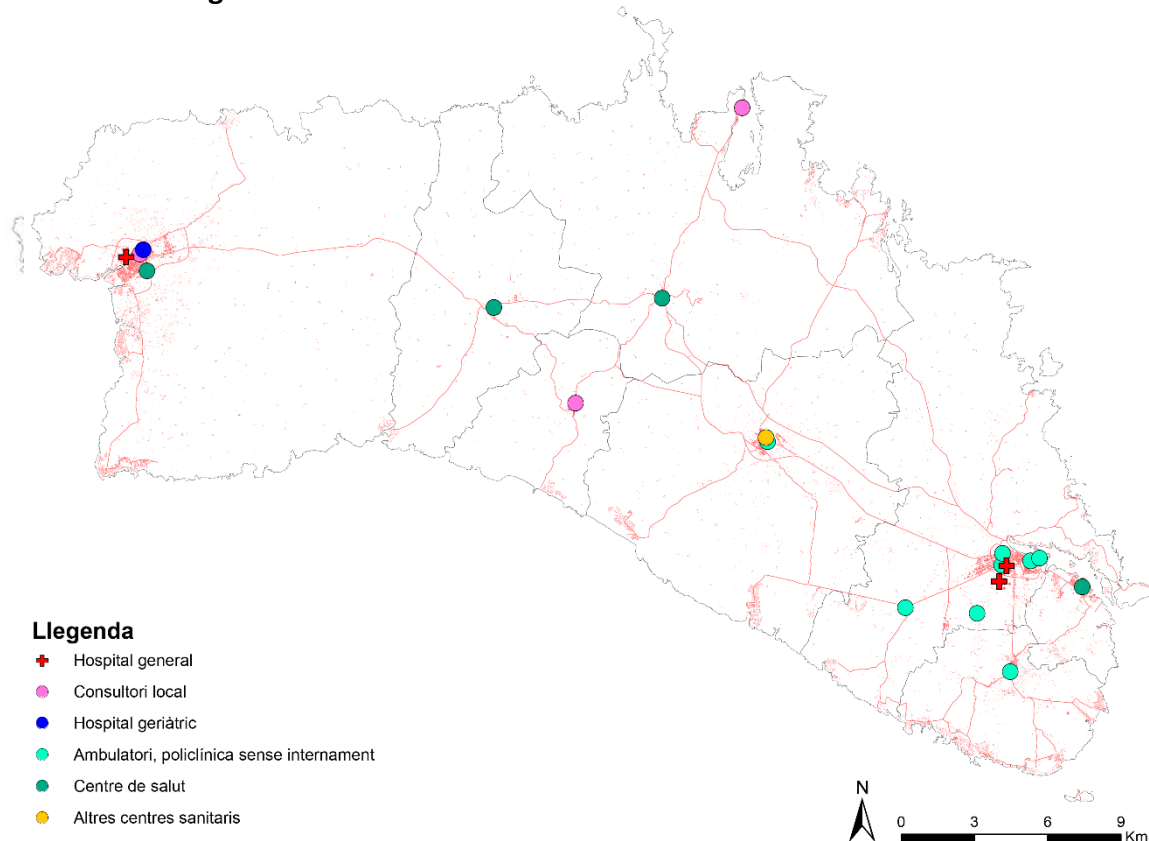 Llegenda
Hospital general
Consultori local
Hospital geriàtric
Ambulatori, policlínica sense internament
Centre de salut
Altres centres sanitaris
N
0 3 6 9
Km